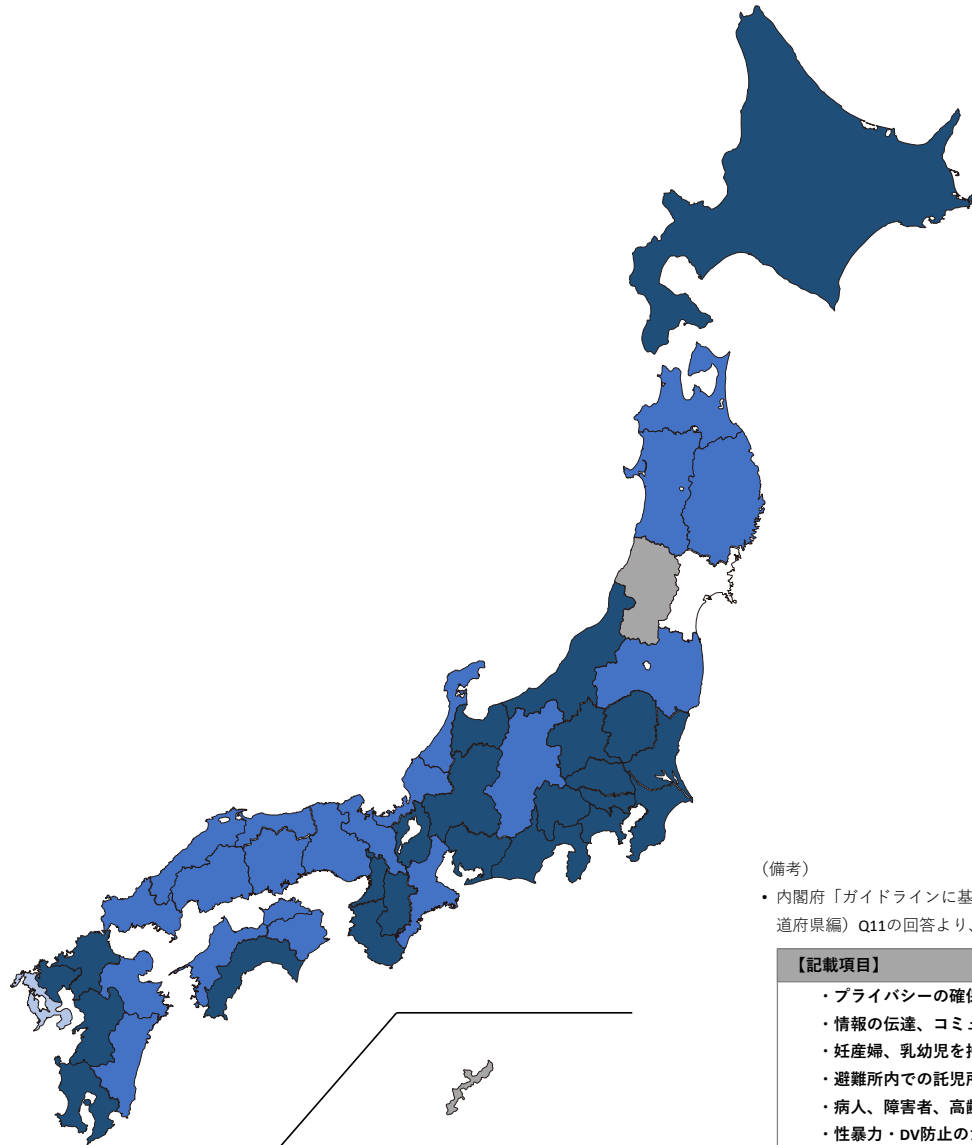 (備考)
• 内閣府「ガイドラインに基
道府県編）Q11の回答より、
【記載項目】
・プライバシーの確保
・情報の伝達、コミュ
・妊産婦、乳幼児を
・避難所内での託児所
・病人、障害者、高齢
・性暴力・DV防止の